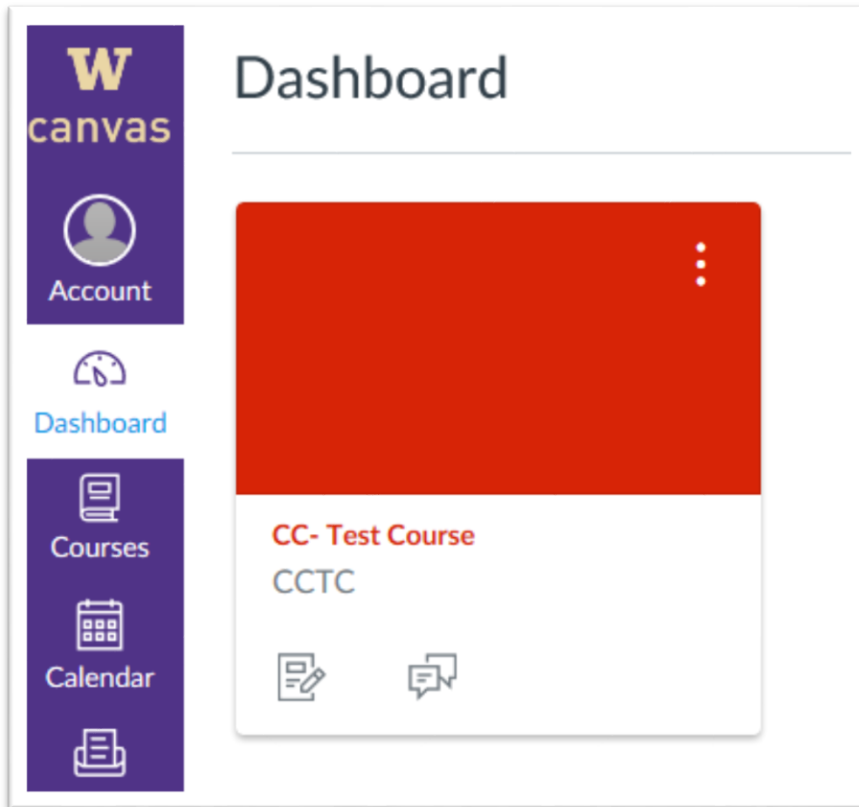 W
canvas
Account
Dashboard
Courses
Calendar
Dashboard
CC- Test Course
CCTC